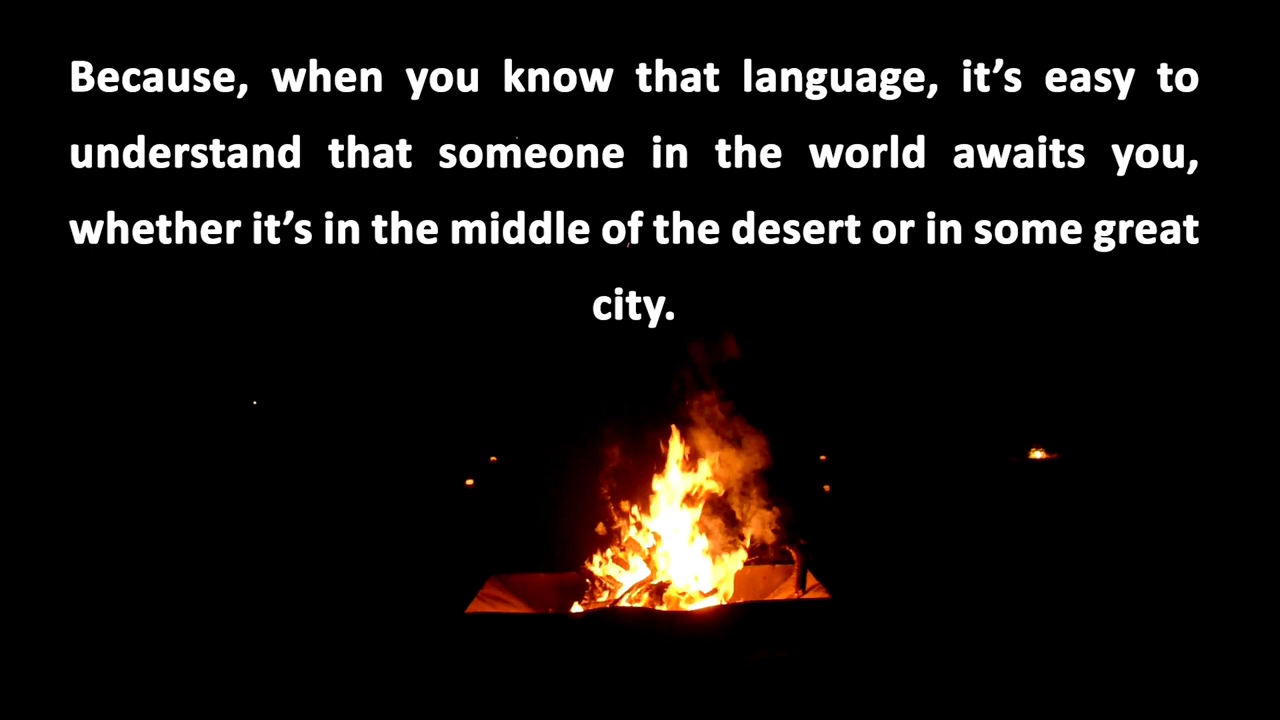 Because, when you know that language, it’s easy to
understand that someone in the world awaits you,
whether it’s in the middle of the desert or in some great
city.